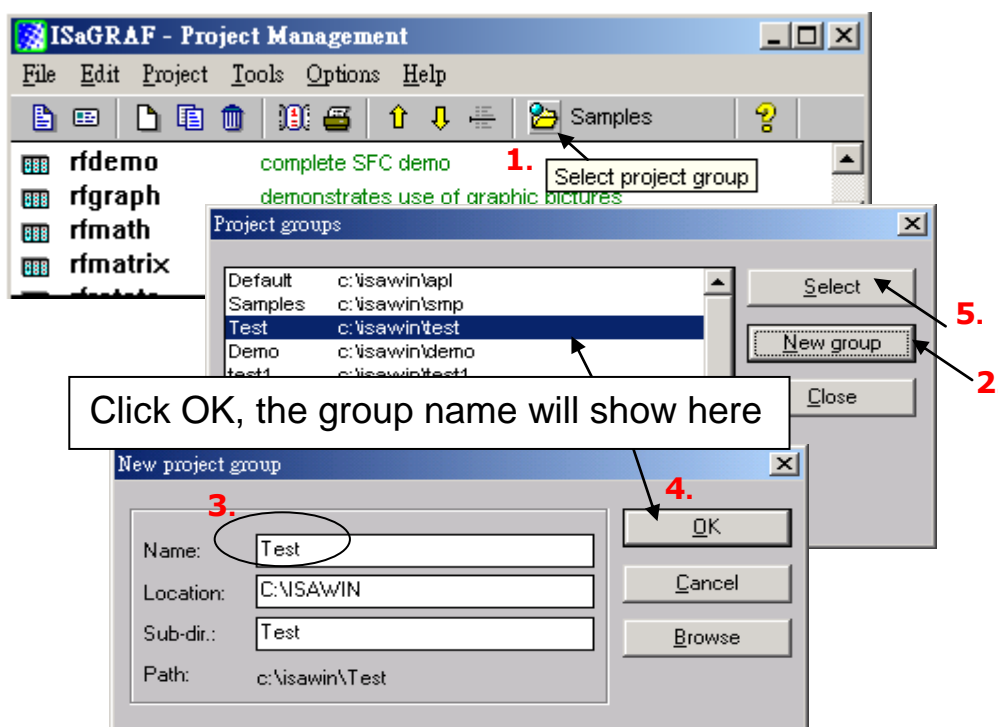 ISaGRAF - Project Management
File Edit Project Tools Options Help
Samples
rfdemo complete SFC demo
1.
Select project group
rfgraph demonstrates use of graphic pictures
rfmath
rfmatrix
Project groups
Default c:\isawin\apl
Samples c:\isawin\smp
Test c:\isawin\test
Demo c:\isawin\demo
test1 c:\isawin\test1
Select
5.
New group
2
Close
Click OK, the group name will show here
New project group
3.
4.
Name: Test
OK
Location: C:\ISAWIN
Cancel
Sub-dir.: Test
Browse
Path: c:\isawin\Test